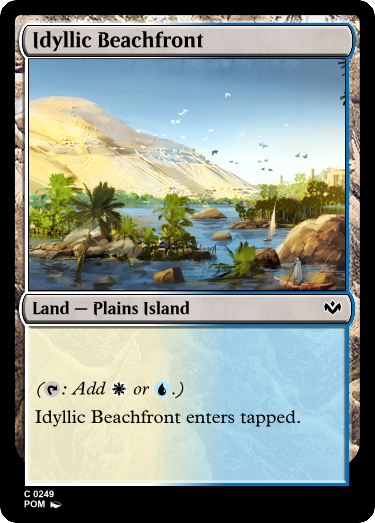 Idyllic Beachfront
Land — Plains Island
(: Add or .)
Idyllic Beachfront enters tapped.
C 0249
POM